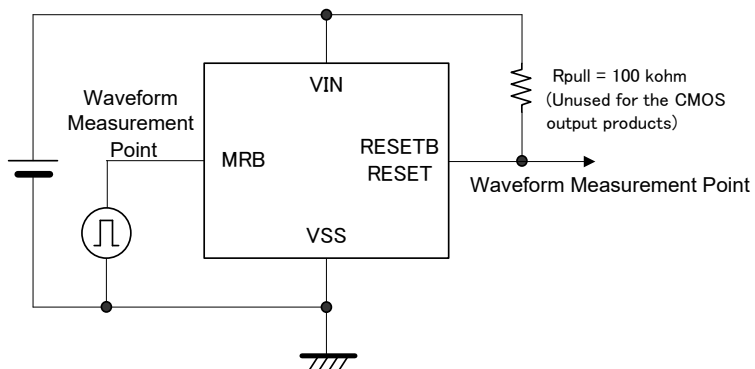 VIN
Rpull = 100 kohm
(Unused for the CMOS
output products)
Waveform
Measurement
Point
MRB
RESETB
RESET
Waveform Measurement Point
VSS